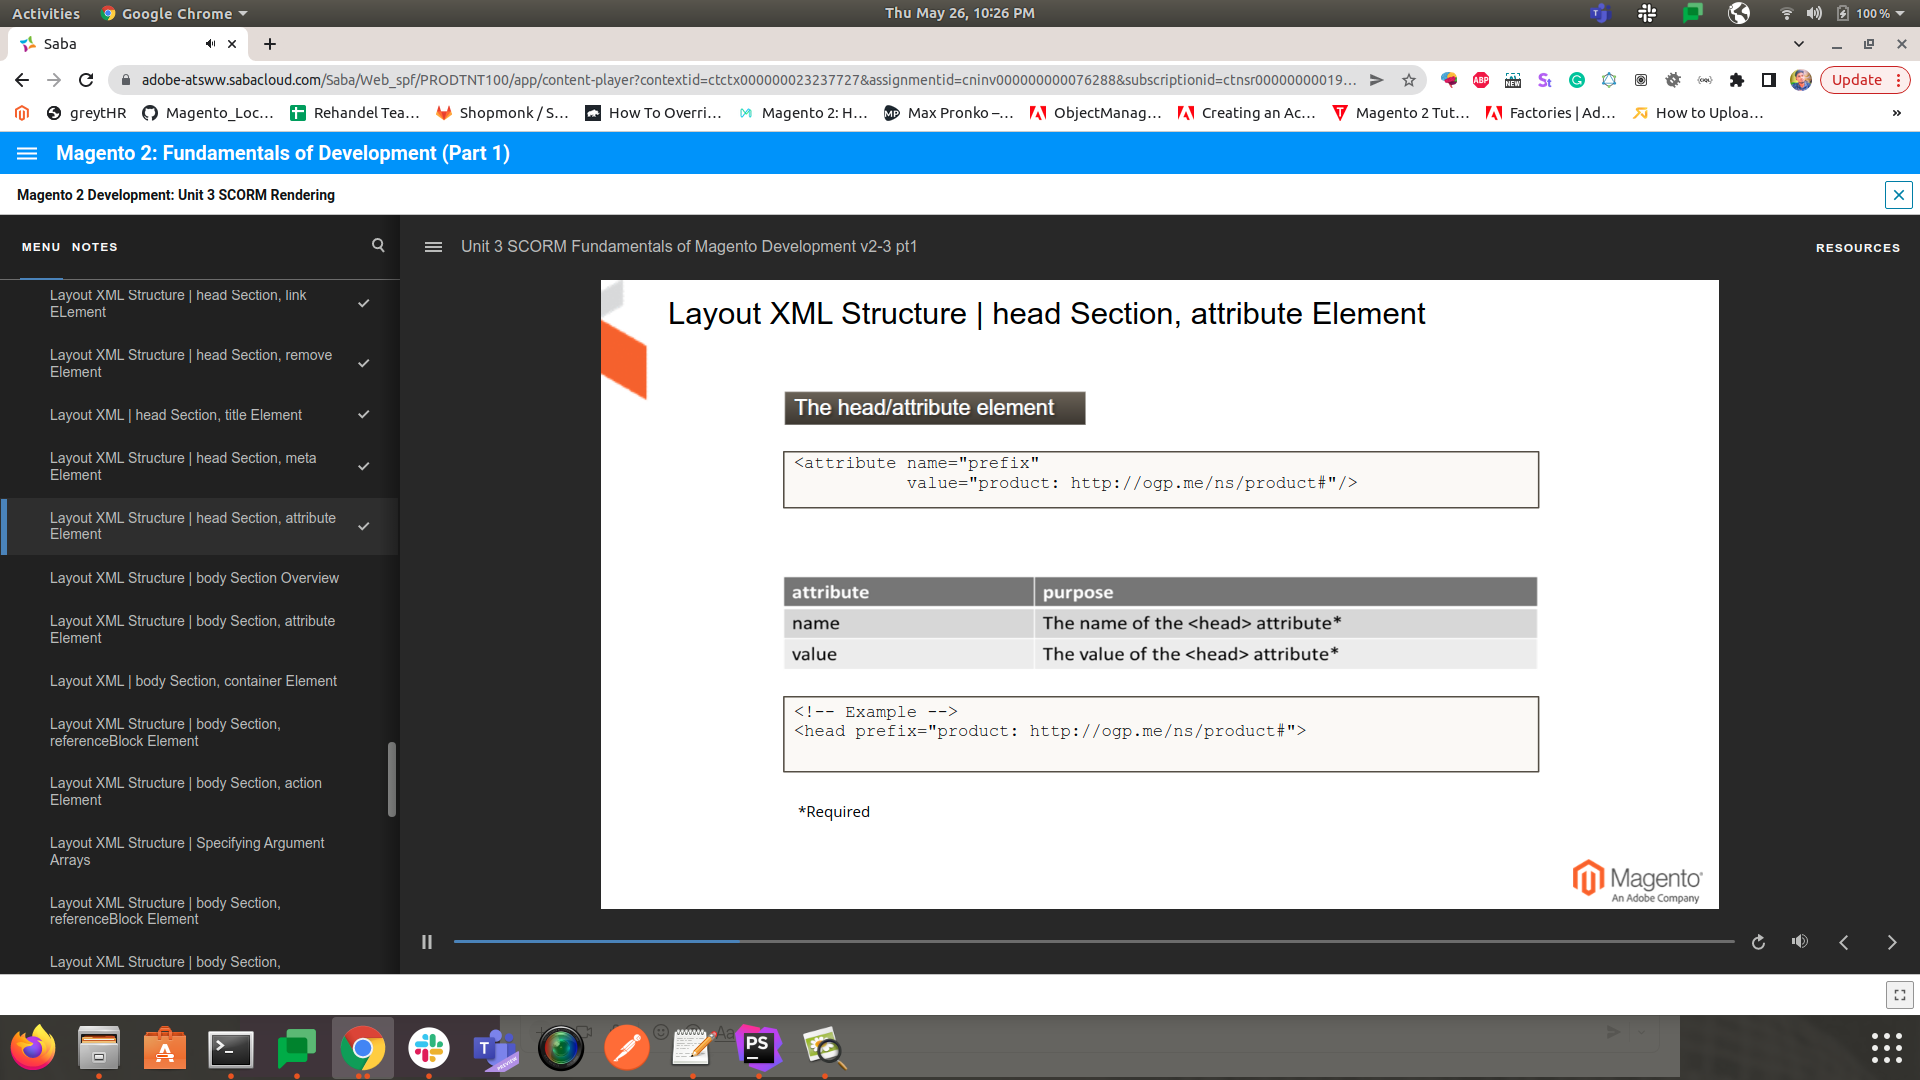 Activities Google Chrome Thu May 26, 10:26 PM 100 %
Saba
adobe-atsww.sabacloud.com/Saba/Web_spf/PRODTNT100/app/content-player?contextid=ctctx000000023237727&assignmentid=cninv000000000076288&subscriptionid=ctnsr00000000019... ABP NEW Update
greytHR Magento_Loc... Rehandel Tea... Shopmonk / S... How To Overri... Magento 2: H... Max Pronko –... ObjectManag... Creating an Ac... Magento 2 Tut... Factories | Ad... How to Uploa... »
Magento 2: Fundamentals of Development (Part 1)
Magento 2 Development: Unit 3 SCORM Rendering
MENU NOTES
Unit 3 SCORM Fundamentals of Magento Development v2-3 pt1
RESOURCES
Layout XML Structure | head Section, link
ELement
Layout XML Structure | head Section, remove
Element
Layout XML | head Section, title Element
Layout XML Structure | head Section, meta
Element
Layout XML Structure | head Section, attribute
Element
Layout XML Structure | body Section Overview
Layout XML Structure | body Section, attribute
Element
Layout XML | body Section, container Element
Layout XML Structure | body Section,
referenceBlock Element
Layout XML Structure | body Section, action
Element
Layout XML Structure | Specifying Argument
Arrays
Layout XML Structure | body Section,
referenceBlock Element
Layout XML Structure | body Section,
Layout XML Structure | head Section, attribute Element
The head/attribute element
<attribute name="prefix"
value="product: http://ogp.me/ns/product#"/>
attribute purpose
name The name of the <head> attribute*
value The value of the <head> attribute*
<!-- Example -->
<head prefix="product: http://ogp.me/ns/product#">
*Required
Magento
An Adobe Company